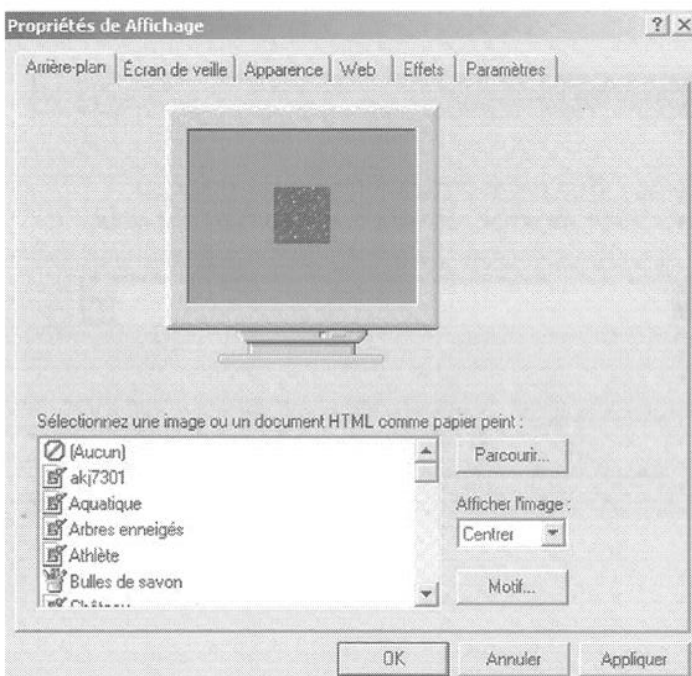 Propriétés de Affichage
Arrière-plan Écran de veille Apparence Web Effets Paramètres
Sélectionnez une image ou un document HTML comme papier peint :
(Aucun)
akj7301
Aquatique
Arbres enneigés
Athlète
Bulles de savon
Château
Parcourir...
Afficher l'image :
Centrer
Motif...
OK Annuler Appliquer